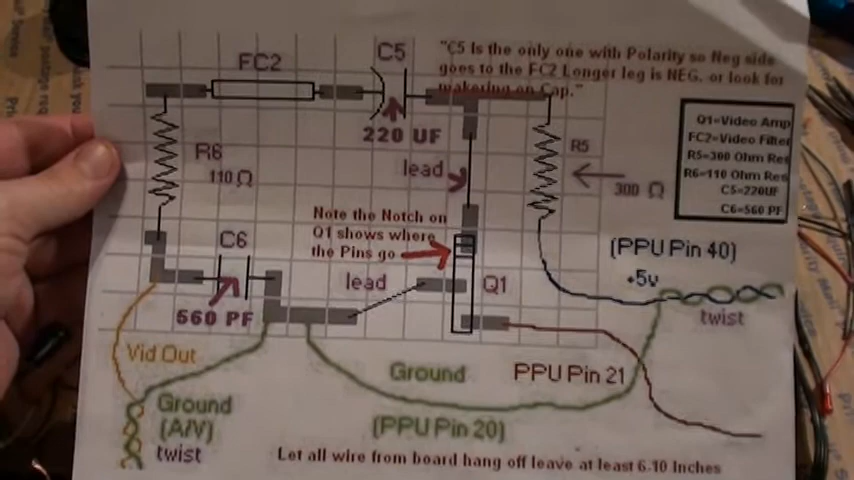 FC2
C5
"C5 Is the only one with Polarity so Neg side
goes to the FC2 Longer leg is NEG. or look for
makering on Cap."
220 UF
Q1=Video Amp
FC2=Video Filter
R5=300 Ohm Res
R6=110 Ohm Res
C5=220UF
C6=560 PF
R6
110 Ω
lead
R5
300 Ω
Note the Notch on
Q1 shows where
the Pins go
C6
560 PF
lead
Q1
(PPU Pin 40)
+5v
twist
Vid Out
Ground
PPU Pin 21
Ground
(A/V)
twist
(PPU Pin 20)
Let all wire from board hang off leave at least 6-10 Inches